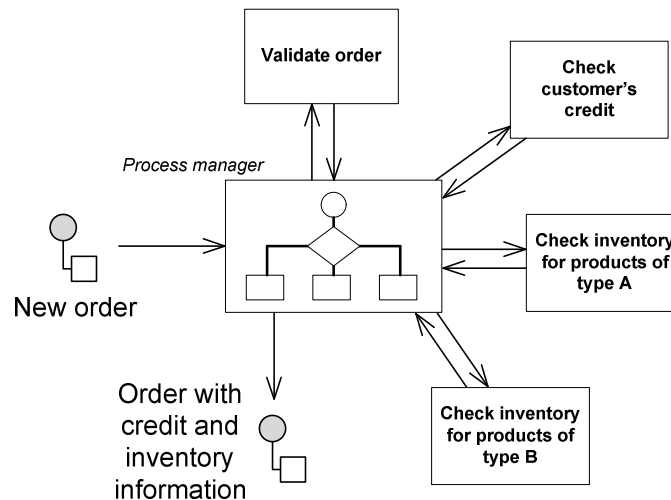 Validate order
Check
customer's
credit
Process manager
Check inventory
for products of
type A
New order
Order with
credit and
inventory
information
Check inventory
for products of
type B